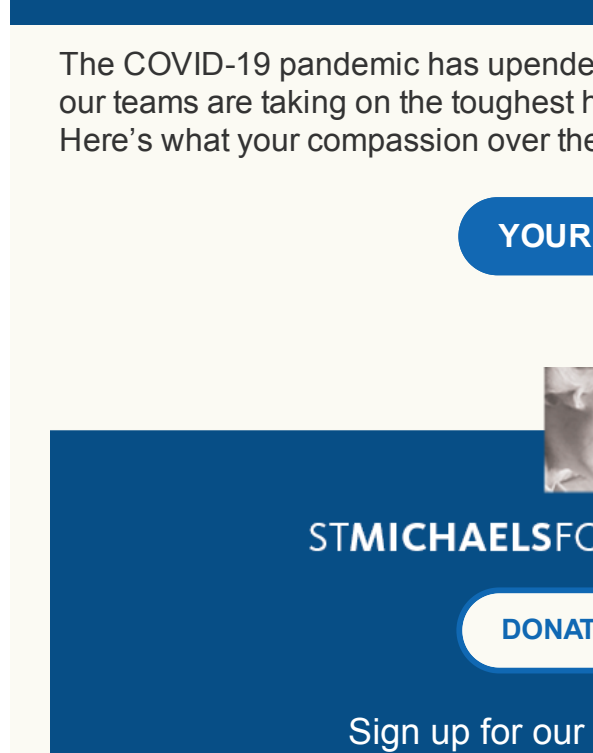 The COVID-19 pandemic has upende
our teams are taking on the toughest h
Here’s what your compassion over the
YOUR
STMICHAELSFO
DONAT
Sign up for our